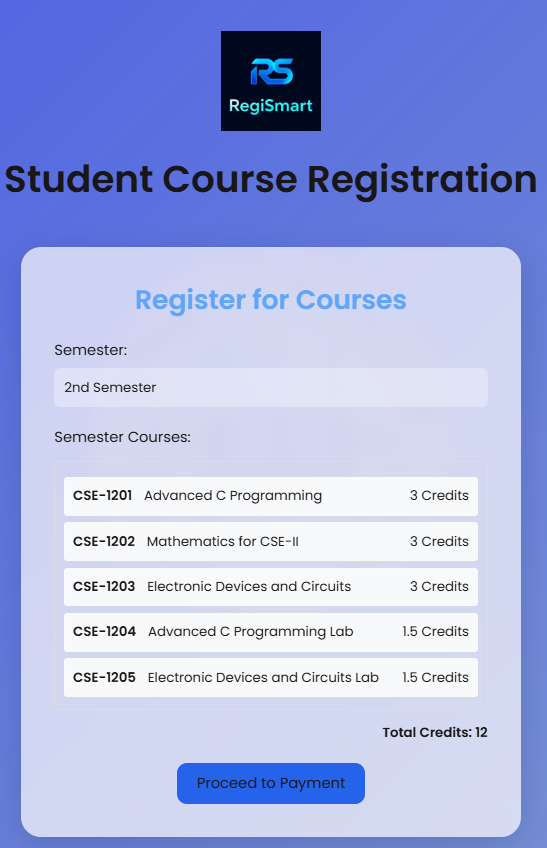 RS
RegiSmart
Student Course Registration
Register for Courses
Semester:
2nd Semester
Semester Courses:
CSE-1201 Advanced C Programming 3 Credits
CSE-1202 Mathematics for CSE-II 3 Credits
CSE-1203 Electronic Devices and Circuits 3 Credits
CSE-1204 Advanced C Programming Lab 1.5 Credits
CSE-1205 Electronic Devices and Circuits Lab 1.5 Credits
Total Credits: 12
Proceed to Payment